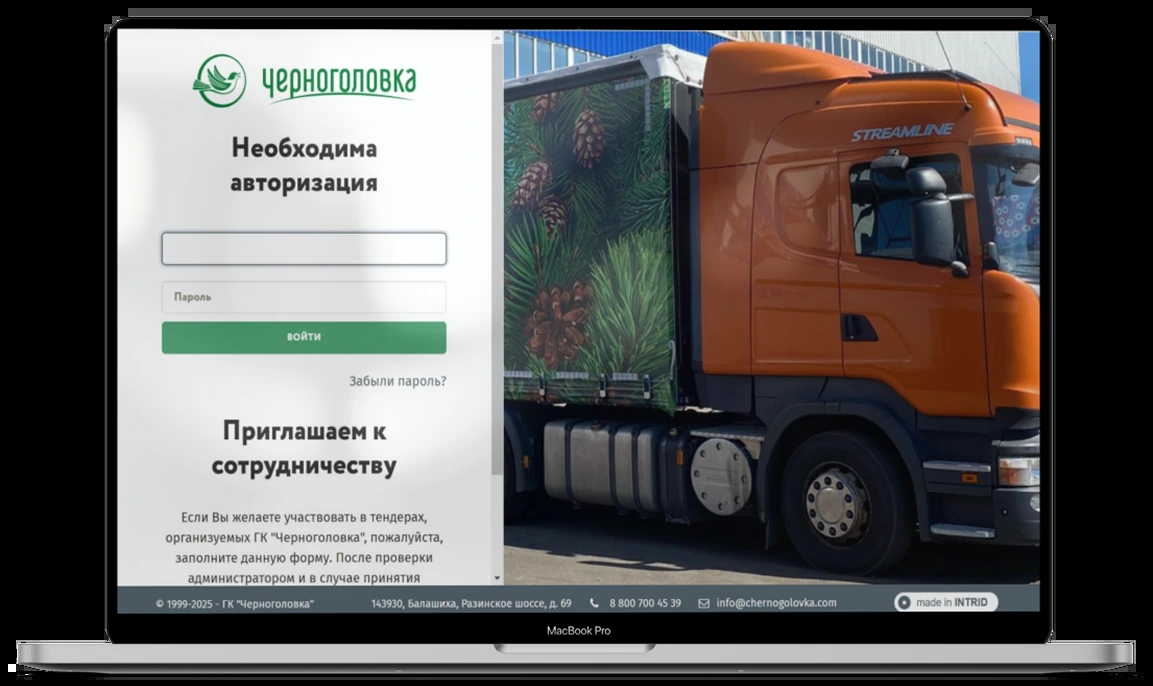 черноголовка
Необходима
авторизация
Пароль
ВОЙТИ
Забыли пароль?
Приглашаем к
сотрудничеству
Если Вы желаете участвовать в тендерах,
организуемых ГК "Черноголовка", пожалуйста,
заполните данную форму. После проверки
администратором и в случае принятия
STREAMLINE
© 1999-2025 - ГК "Черноголовка"
143930, Балашиха, Разинское шоссе, д. 69
8 800 700 45 39
info@chernogolovka.com
made in INTRID
MacBook Pro